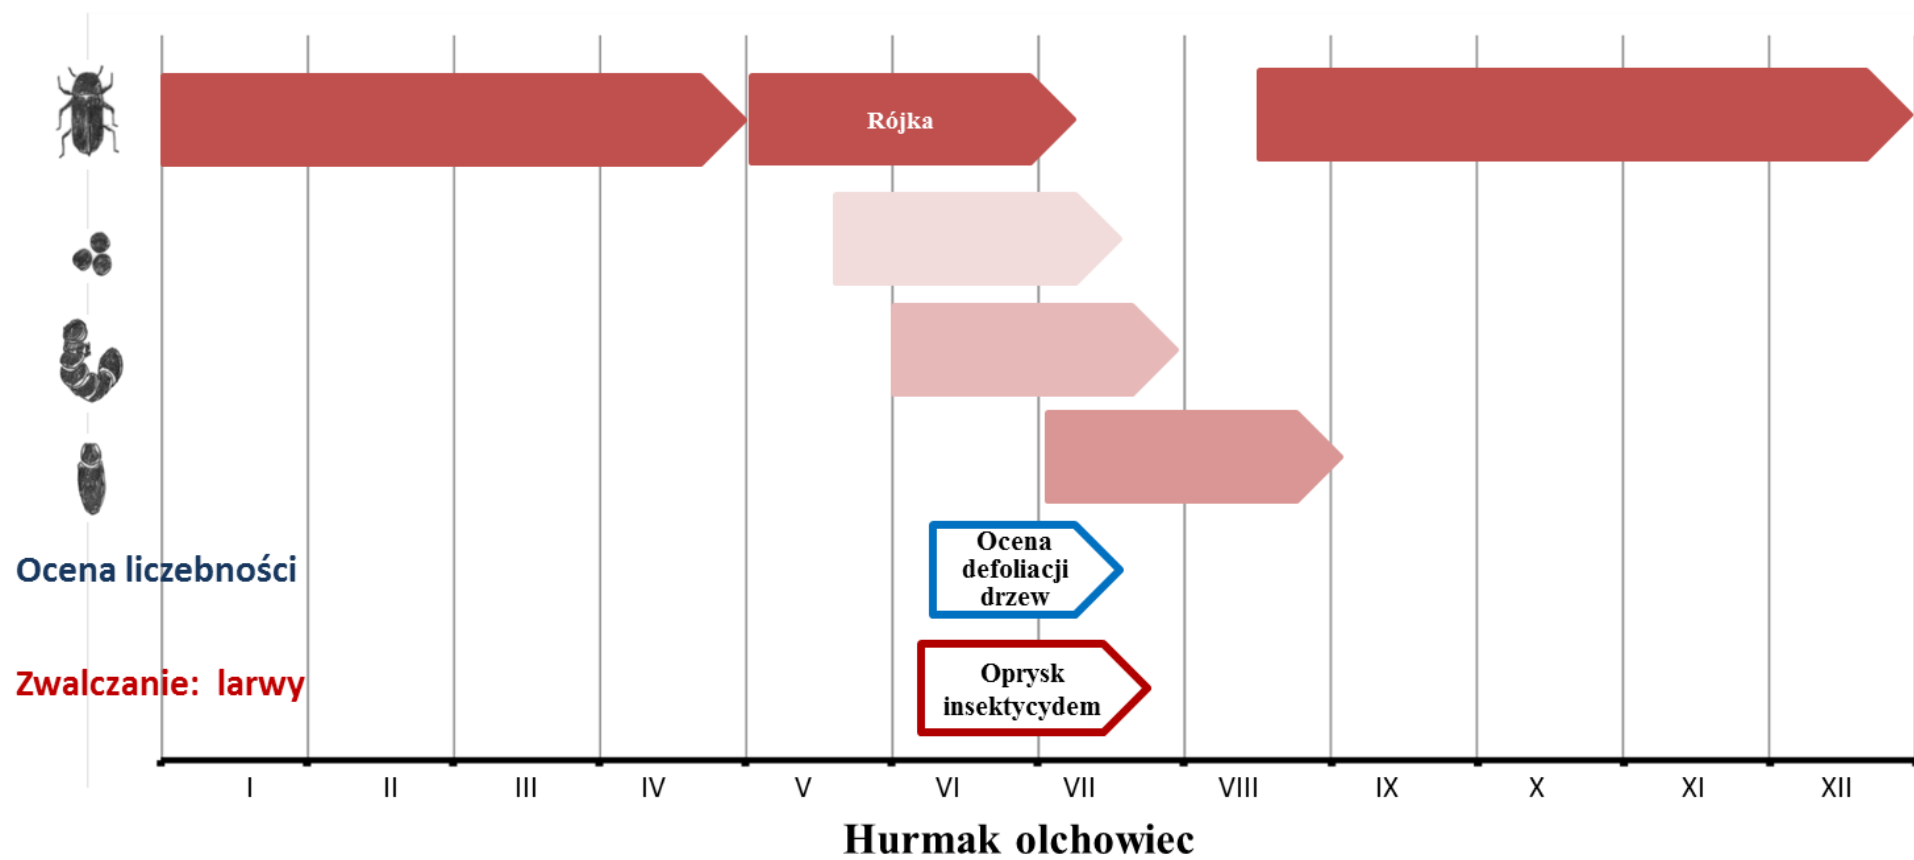 Rójka
Ocena liczebności
Ocena
defoliacji
drzew
Zwalczanie: larwy
Oprysk
insektycydem
I II III IV V VI VII VIII IX X XI XII
Hurmak olchowiec